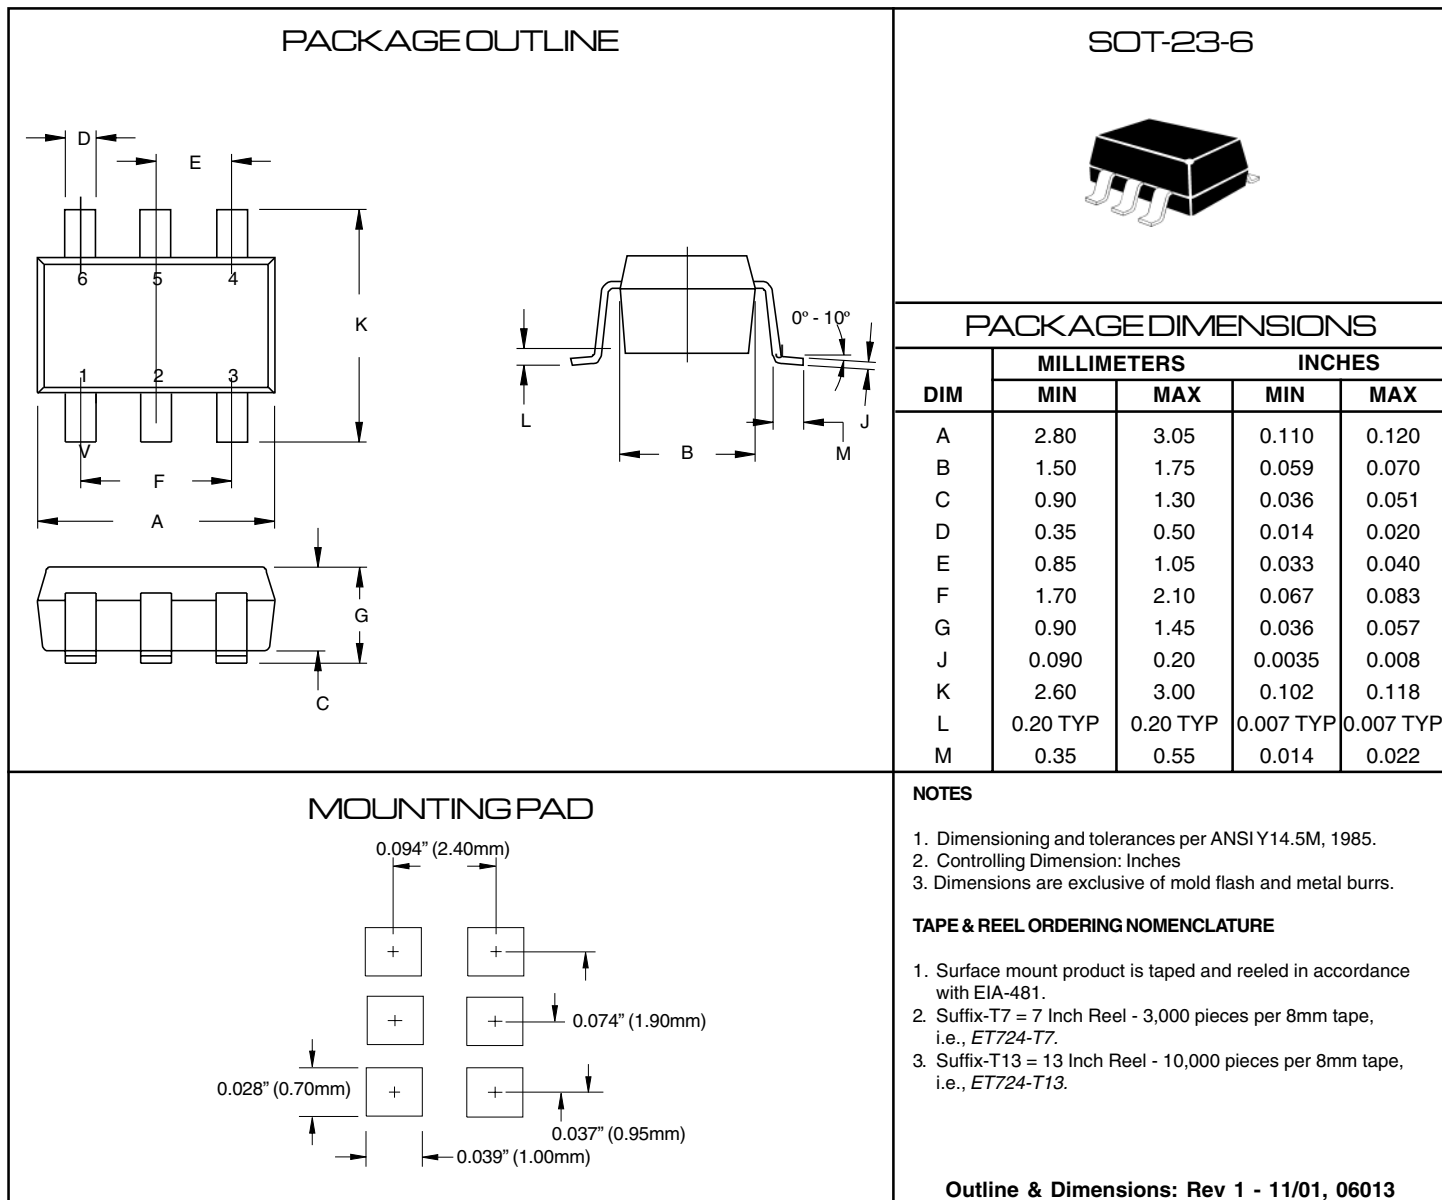 PACKAGE OUTLINE
D
E
6 5 4
1 2 3
V
K
F
A
G
C
0º - 10º
L
B
M
J
SOT-23-6
PACKAGE DIMENSIONS
MILLIMETERS INCHES
DIM MIN MAX MIN MAX
A 2.80 3.05 0.110 0.120
B 1.50 1.75 0.059 0.070
C 0.90 1.30 0.036 0.051
D 0.35 0.50 0.014 0.020
E 0.85 1.05 0.033 0.040
F 1.70 2.10 0.067 0.083
G 0.90 1.45 0.036 0.057
J 0.090 0.20 0.0035 0.008
K 2.60 3.00 0.102 0.118
L 0.20 TYP 0.20 TYP 0.007 TYP 0.007 TYP
M 0.35 0.55 0.014 0.022
MOUNTING PAD
0.094” (2.40mm)
0.074” (1.90mm)
0.028” (0.70mm)
0.037” (0.95mm)
0.039” (1.00mm)
NOTES
1. Dimensioning and tolerances per ANSI Y14.5M, 1985.
2. Controlling Dimension: Inches
3. Dimensions are exclusive of mold flash and metal burrs.
TAPE & REEL ORDERING NOMENCLATURE
1. Surface mount product is taped and reeled in accordance
with EIA-481.
2. Suffix-T7 = 7 Inch Reel - 3,000 pieces per 8mm tape,
i.e., ET724-T7.
3. Suffix-T13 = 13 Inch Reel - 10,000 pieces per 8mm tape,
i.e., ET724-T13.
Outline & Dimensions: Rev 1 - 11/01, 06013